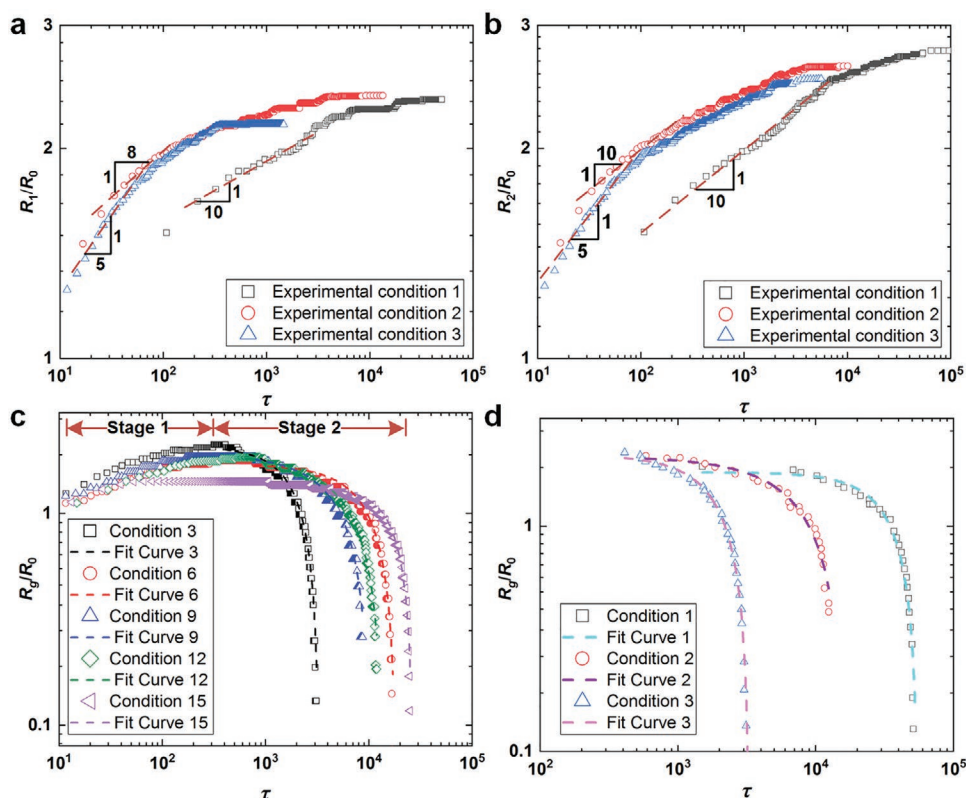 a
3
2
1
R1/R0
8
1
1
5
1
10
Experimental condition 1
Experimental condition 2
Experimental condition 3
10^1 10^2 10^3 10^4 10^5
τ
b
3
2
1
R2/R0
10
1
1
5
1
10
Experimental condition 1
Experimental condition 2
Experimental condition 3
10^1 10^2 10^3 10^4 10^5
τ
c
Stage 1 Stage 2
1
0.1
Rg/R0
Condition 3
Fit Curve 3
Condition 6
Fit Curve 6
Condition 9
Fit Curve 9
Condition 12
Fit Curve 12
Condition 15
Fit Curve 15
10^1 10^2 10^3 10^4 10^5
τ
d
1
0.1
Rg/R0
Condition 1
Fit Curve 1
Condition 2
Fit Curve 2
Condition 3
Fit Curve 3
10^2 10^3 10^4 10^5
τ